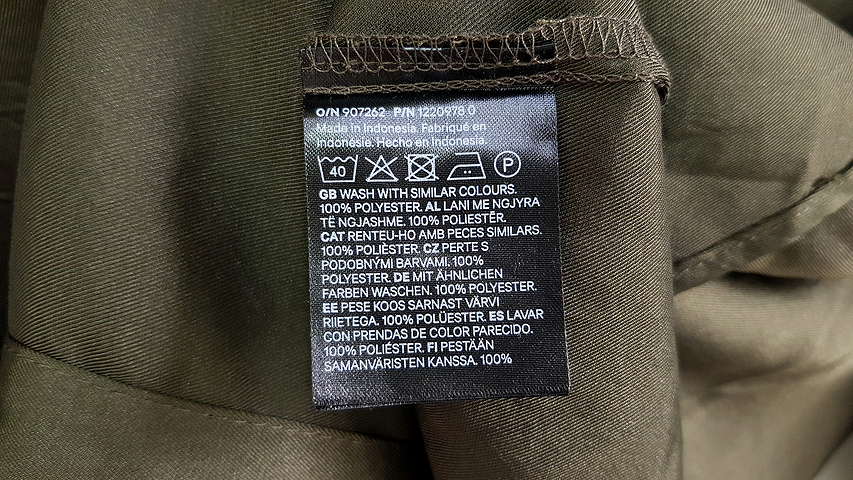 O/N 907262 P/N 1220978 0
Made in Indonesia. Fabriqué en
Indonésie. Hecho en Indonesia.
40 P
GB WASH WITH SIMILAR COLOURS.
100% POLYESTER. AL LANI ME NGJYRA
TË NGJASHME. 100% POLIESTËR.
CAT RENTEU-HO AMB PECES SIMILARS.
100% POLIÈSTER. CZ PERTE S
PODOBNÝMI BARVAMI. 100%
POLYESTER. DE MIT ÄHNLICHEN
FARBEN WASCHEN. 100% POLYESTER.
EE PESE KOOS SARNAST VÄRVI
RIIETEGA. 100% POLÜESTER. ES LAVAR
CON PRENDAS DE COLOR PARECIDO.
100% POLIÉSTER. FI PESTÄÄN
SAMANVÄRISTEN KANSSA. 100%